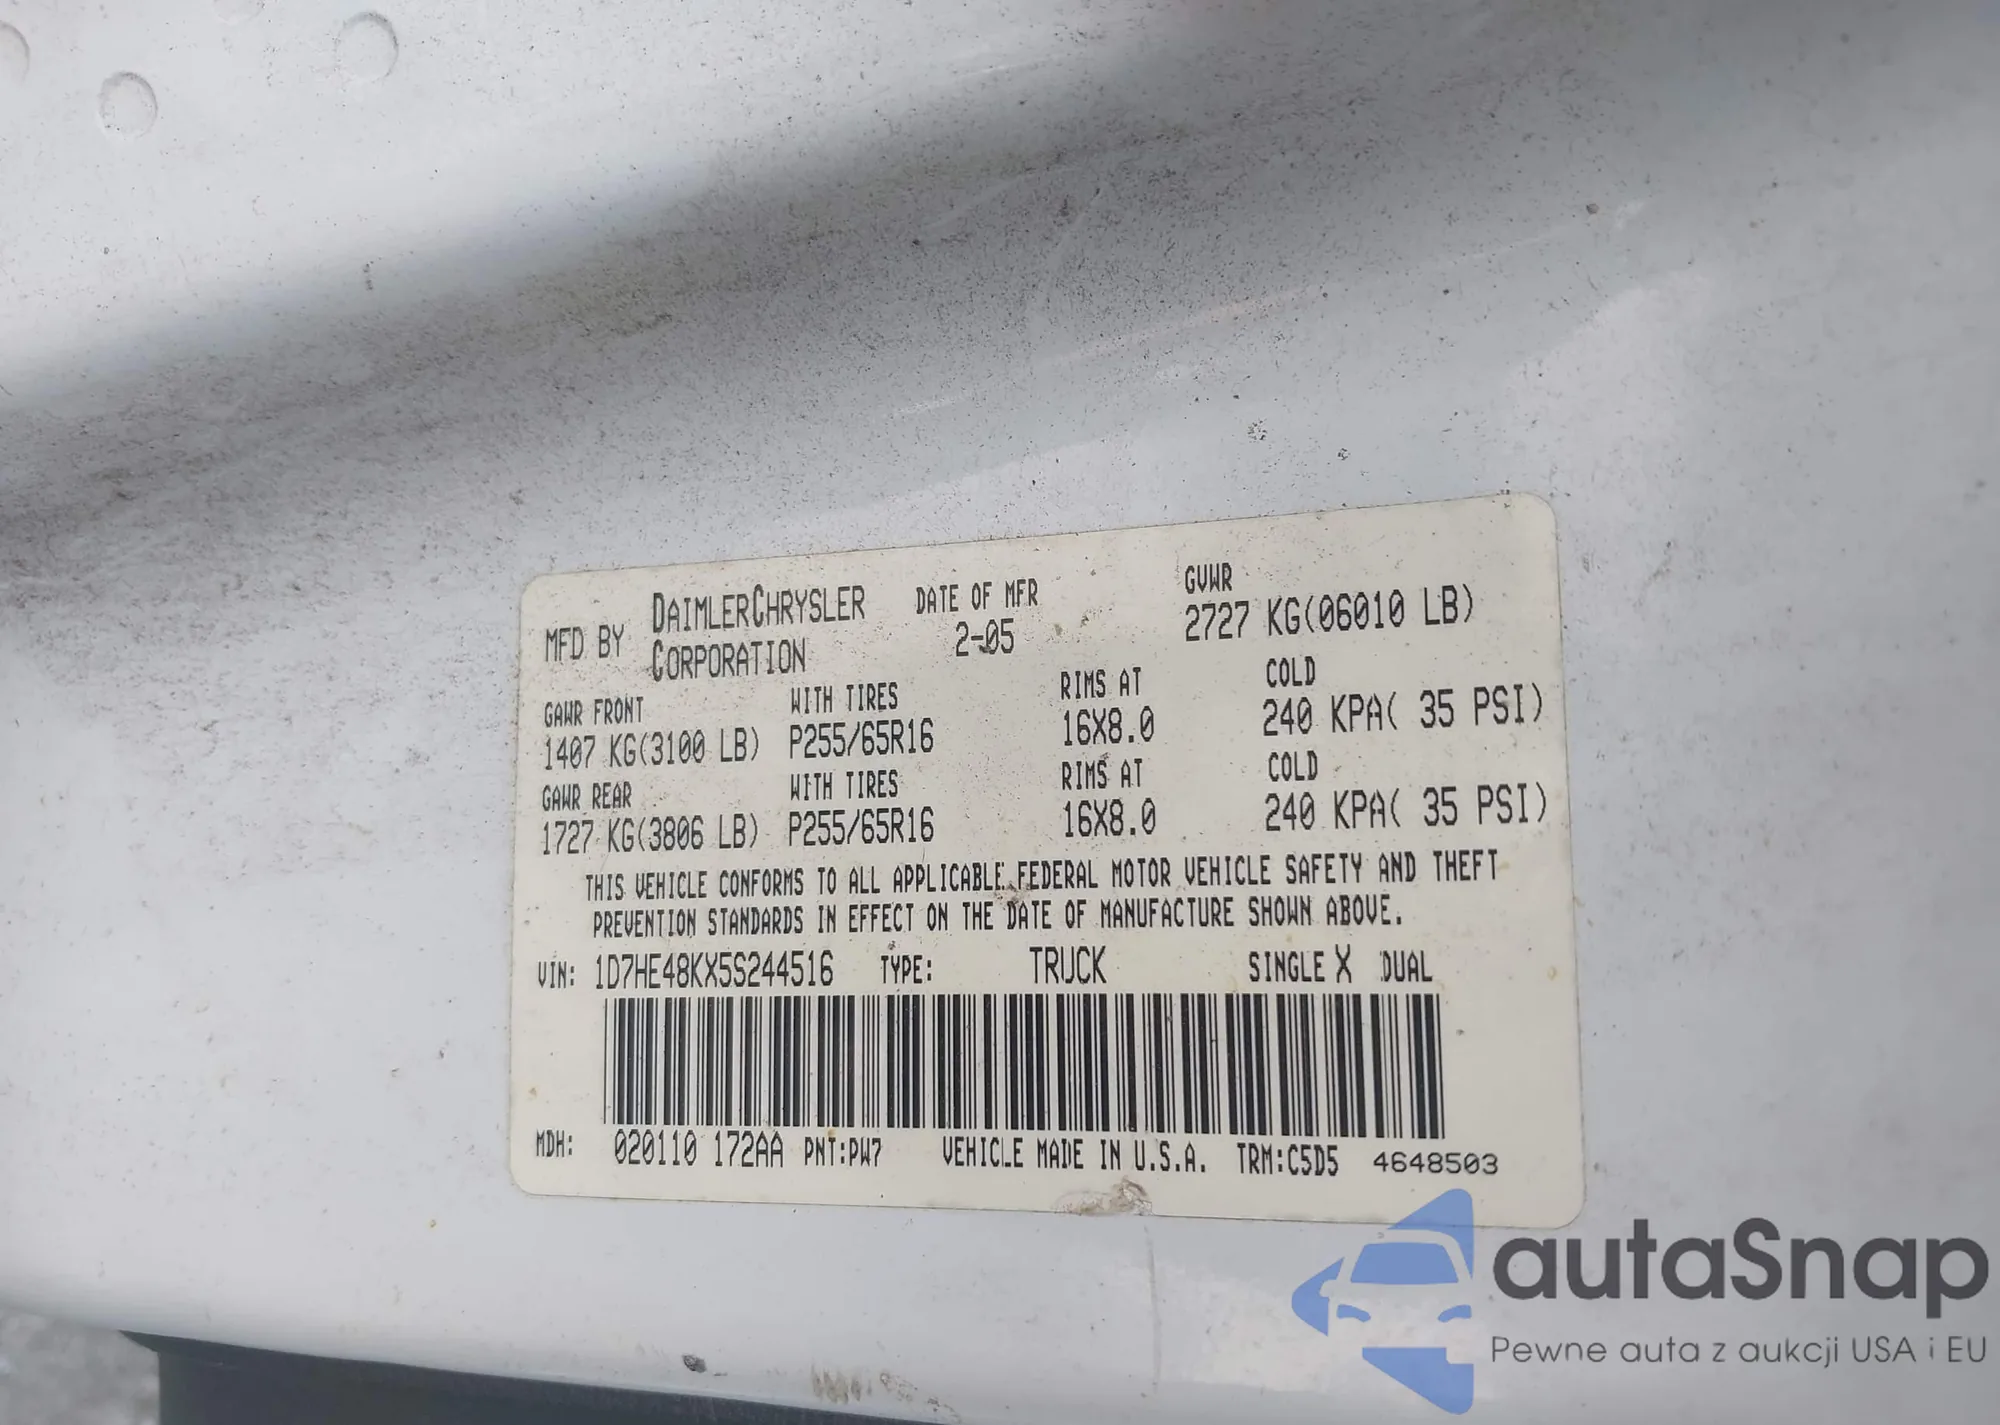 MFD BY DAIMLERCHRYSLER CORPORATION DATE OF MFR 2-05 GVWR 2727 KG(06010 LB)
GAWR FRONT WITH TIRES RIMS AT COLD
1407 KG(3100 LB) P255/65R16 16X8.0 240 KPA( 35 PSI)
GAWR REAR WITH TIRES RIMS AT COLD
1727 KG(3806 LB) P255/65R16 16X8.0 240 KPA( 35 PSI)
THIS VEHICLE CONFORMS TO ALL APPLICABLE FEDERAL MOTOR VEHICLE SAFETY AND THEFT
PREVENTION STANDARDS IN EFFECT ON THE DATE OF MANUFACTURE SHOWN ABOVE.
VIN: 1D7HE48KX5S244516 TYPE: TRUCK SINGLE X DUAL
MDH: 020110 172AA PNT:PW7 VEHICLE MADE IN U.S.A. TRM:C5D5 4648503
autaSnap
Pewne auta z aukcji USA i EU